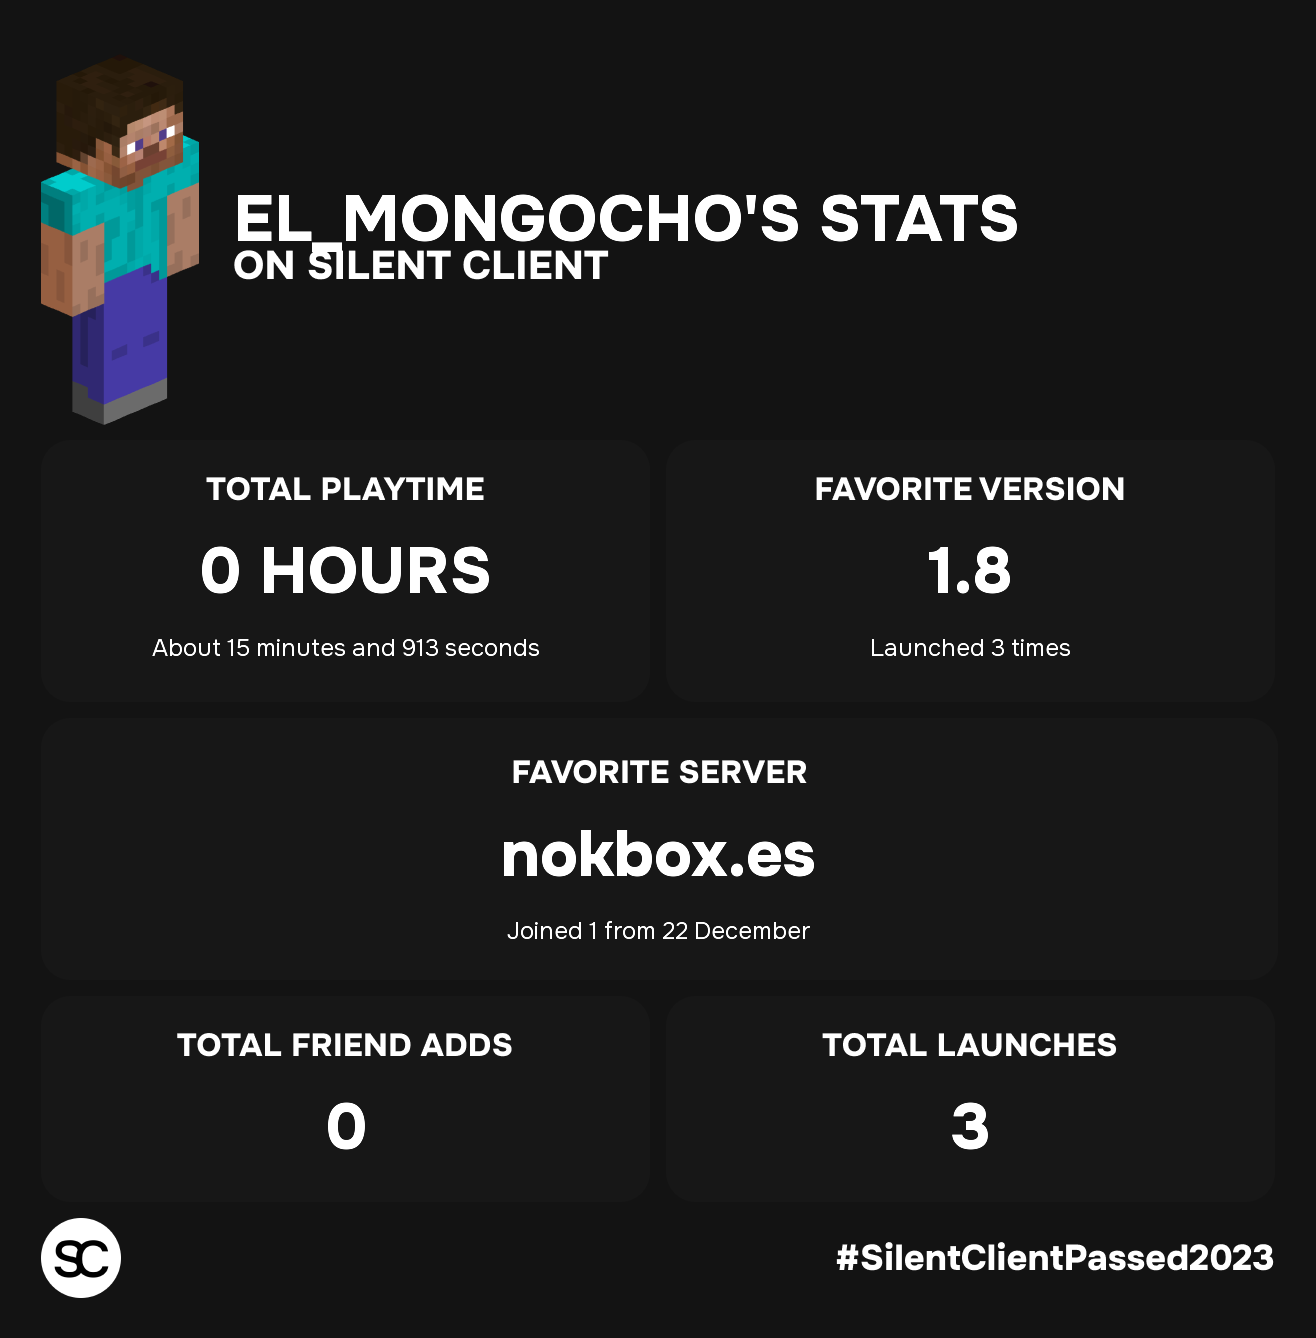 EL_MONGOCHO'S STATS
ON SILENT CLIENT
TOTAL PLAYTIME
0 HOURS
About 15 minutes and 913 seconds
FAVORITE VERSION
1.8
Launched 3 times
FAVORITE SERVER
nokbox.es
Joined 1 from 22 December
TOTAL FRIEND ADDS
0
TOTAL LAUNCHES
3
SC
#SilentClientPassed2023